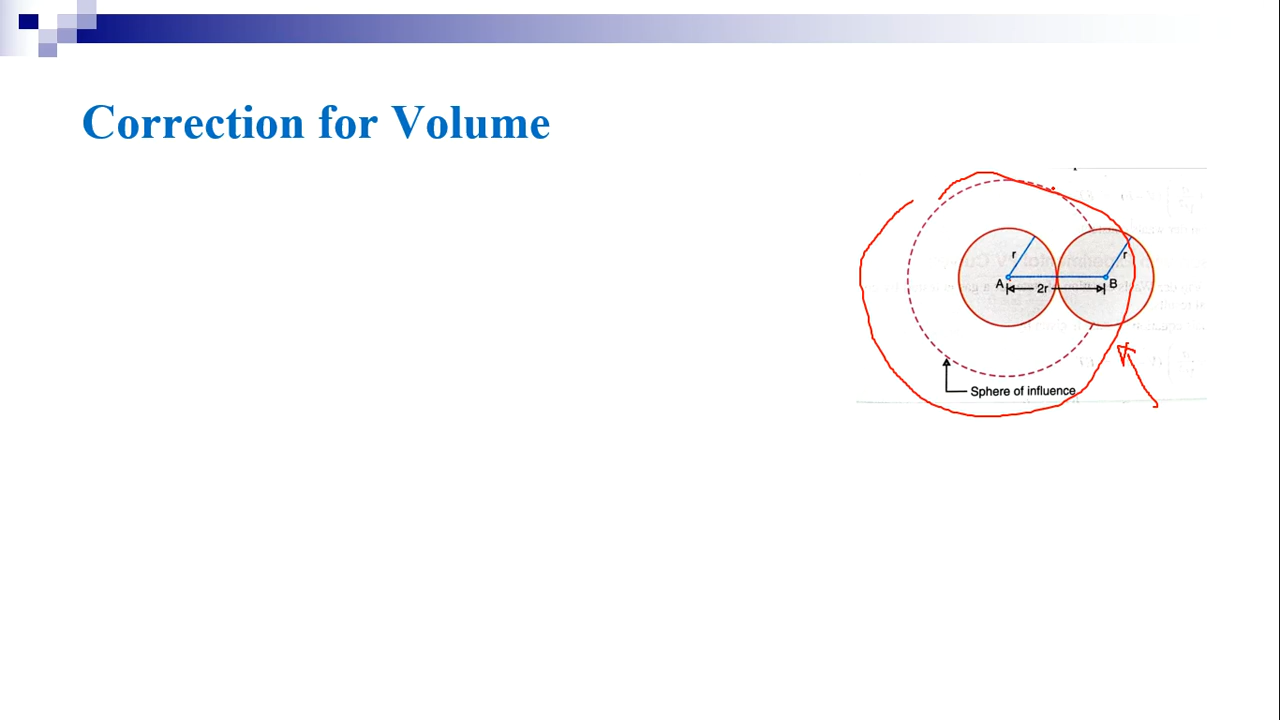 Correction for Volume
r
r
A
2r
B
Sphere of influence